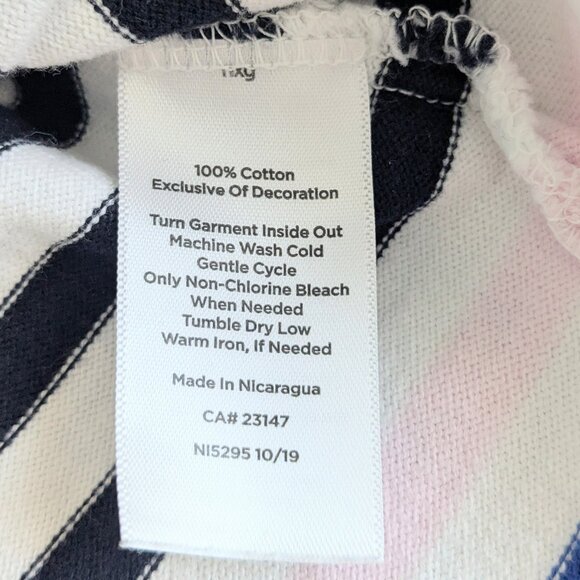 100% Cotton
Exclusive Of Decoration
Turn Garment Inside Out
Machine Wash Cold
Gentle Cycle
Only Non-Chlorine Bleach
When Needed
Tumble Dry Low
Warm Iron, If Needed
Made In Nicaragua
CA# 23147
NI5295 10/19